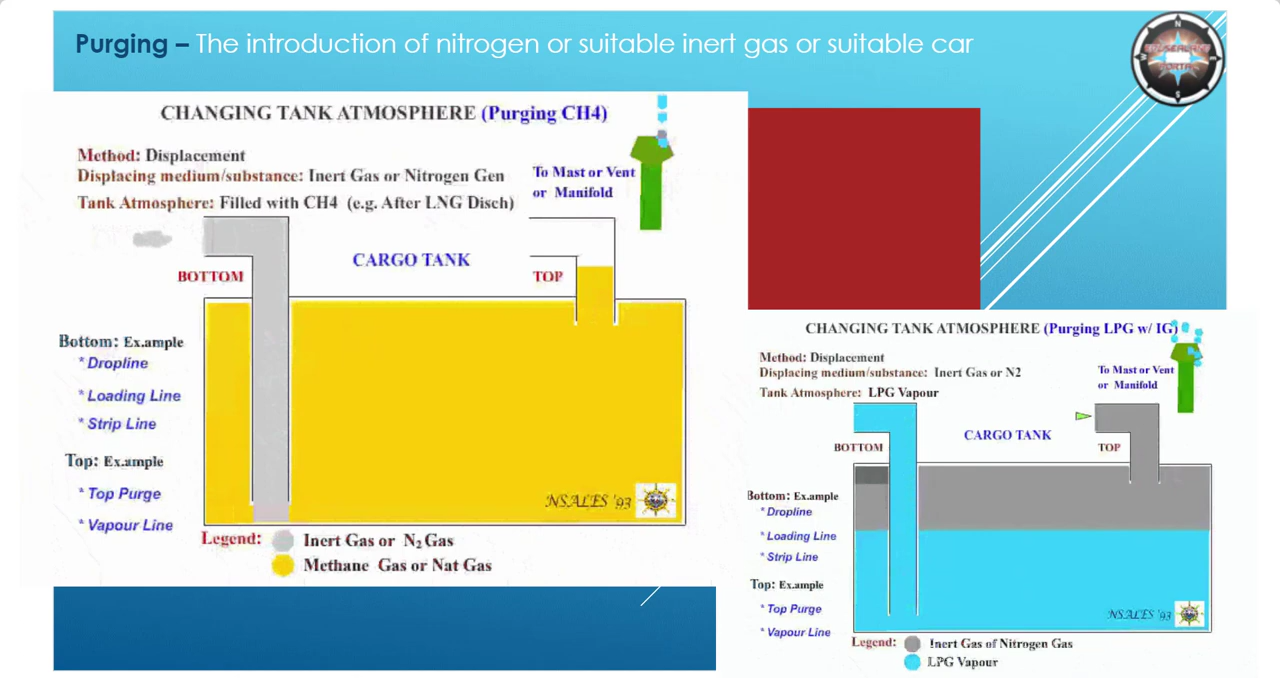 Purging – The introduction of nitrogen or suitable inert gas or suitable car
CHANGING TANK ATMOSPHERE (Purging CH4)
Method: Displacement
Displacing medium/substance: Inert Gas or Nitrogen Gen
Tank Atmosphere: Filled with CH4 (e.g. After LNG Disch)
To Mast or Vent
or Manifold
CARGO TANK
BOTTOM
TOP
Bottom: Ex.ample
* Dropline
* Loading Line
* Strip Line
Top: Ex.ample
* Top Purge
* Vapour Line
NSALES '93
Legend:
Inert Gas or N2 Gas
Methane Gas or Nat Gas
CHANGING TANK ATMOSPHERE (Purging LPG w/ IG)
Method: Displacement
Displacing medium/substance: Inert Gas or N2
Tank Atmosphere: LPG Vapour
To Mast or Vent
or Manifold
CARGO TANK
BOTTOM
TOP
Bottom: Ex.ample
* Dropline
* Loading Line
* Strip Line
Top: Ex.ample
* Top Purge
* Vapour Line
NSALES '93
Legend:
Inert Gas of Nitrogen Gas
LPG Vapour
N
E
S
W